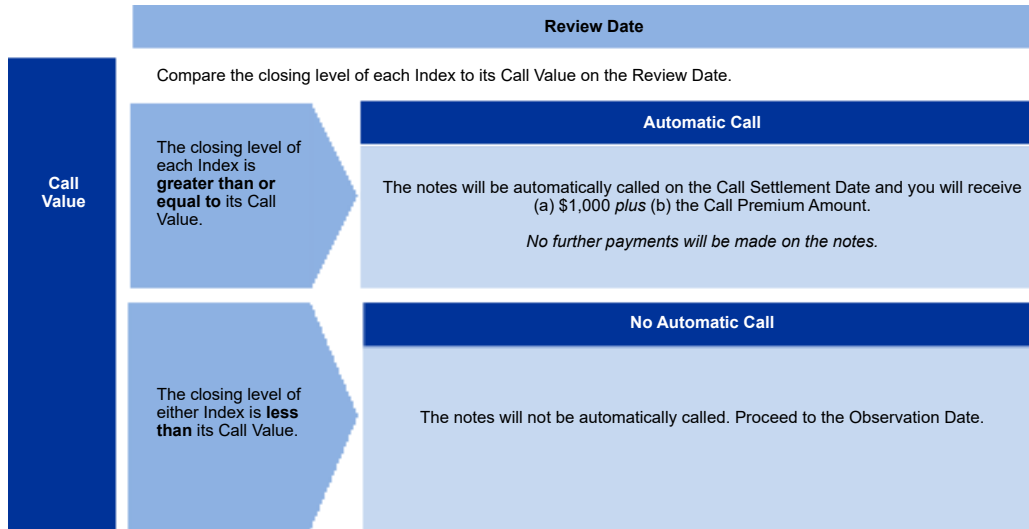 Review Date
Compare the closing level of each Index to its Call Value on the Review Date.
Call
Value
The closing level of
each Index is
greater than or
equal to its Call
Value.
Automatic Call
The notes will be automatically called on the Call Settlement Date and you will receive
(a) $1,000 plus (b) the Call Premium Amount.
No further payments will be made on the notes.
The closing level of
either Index is less
than its Call Value.
No Automatic Call
The notes will not be automatically called. Proceed to the Observation Date.